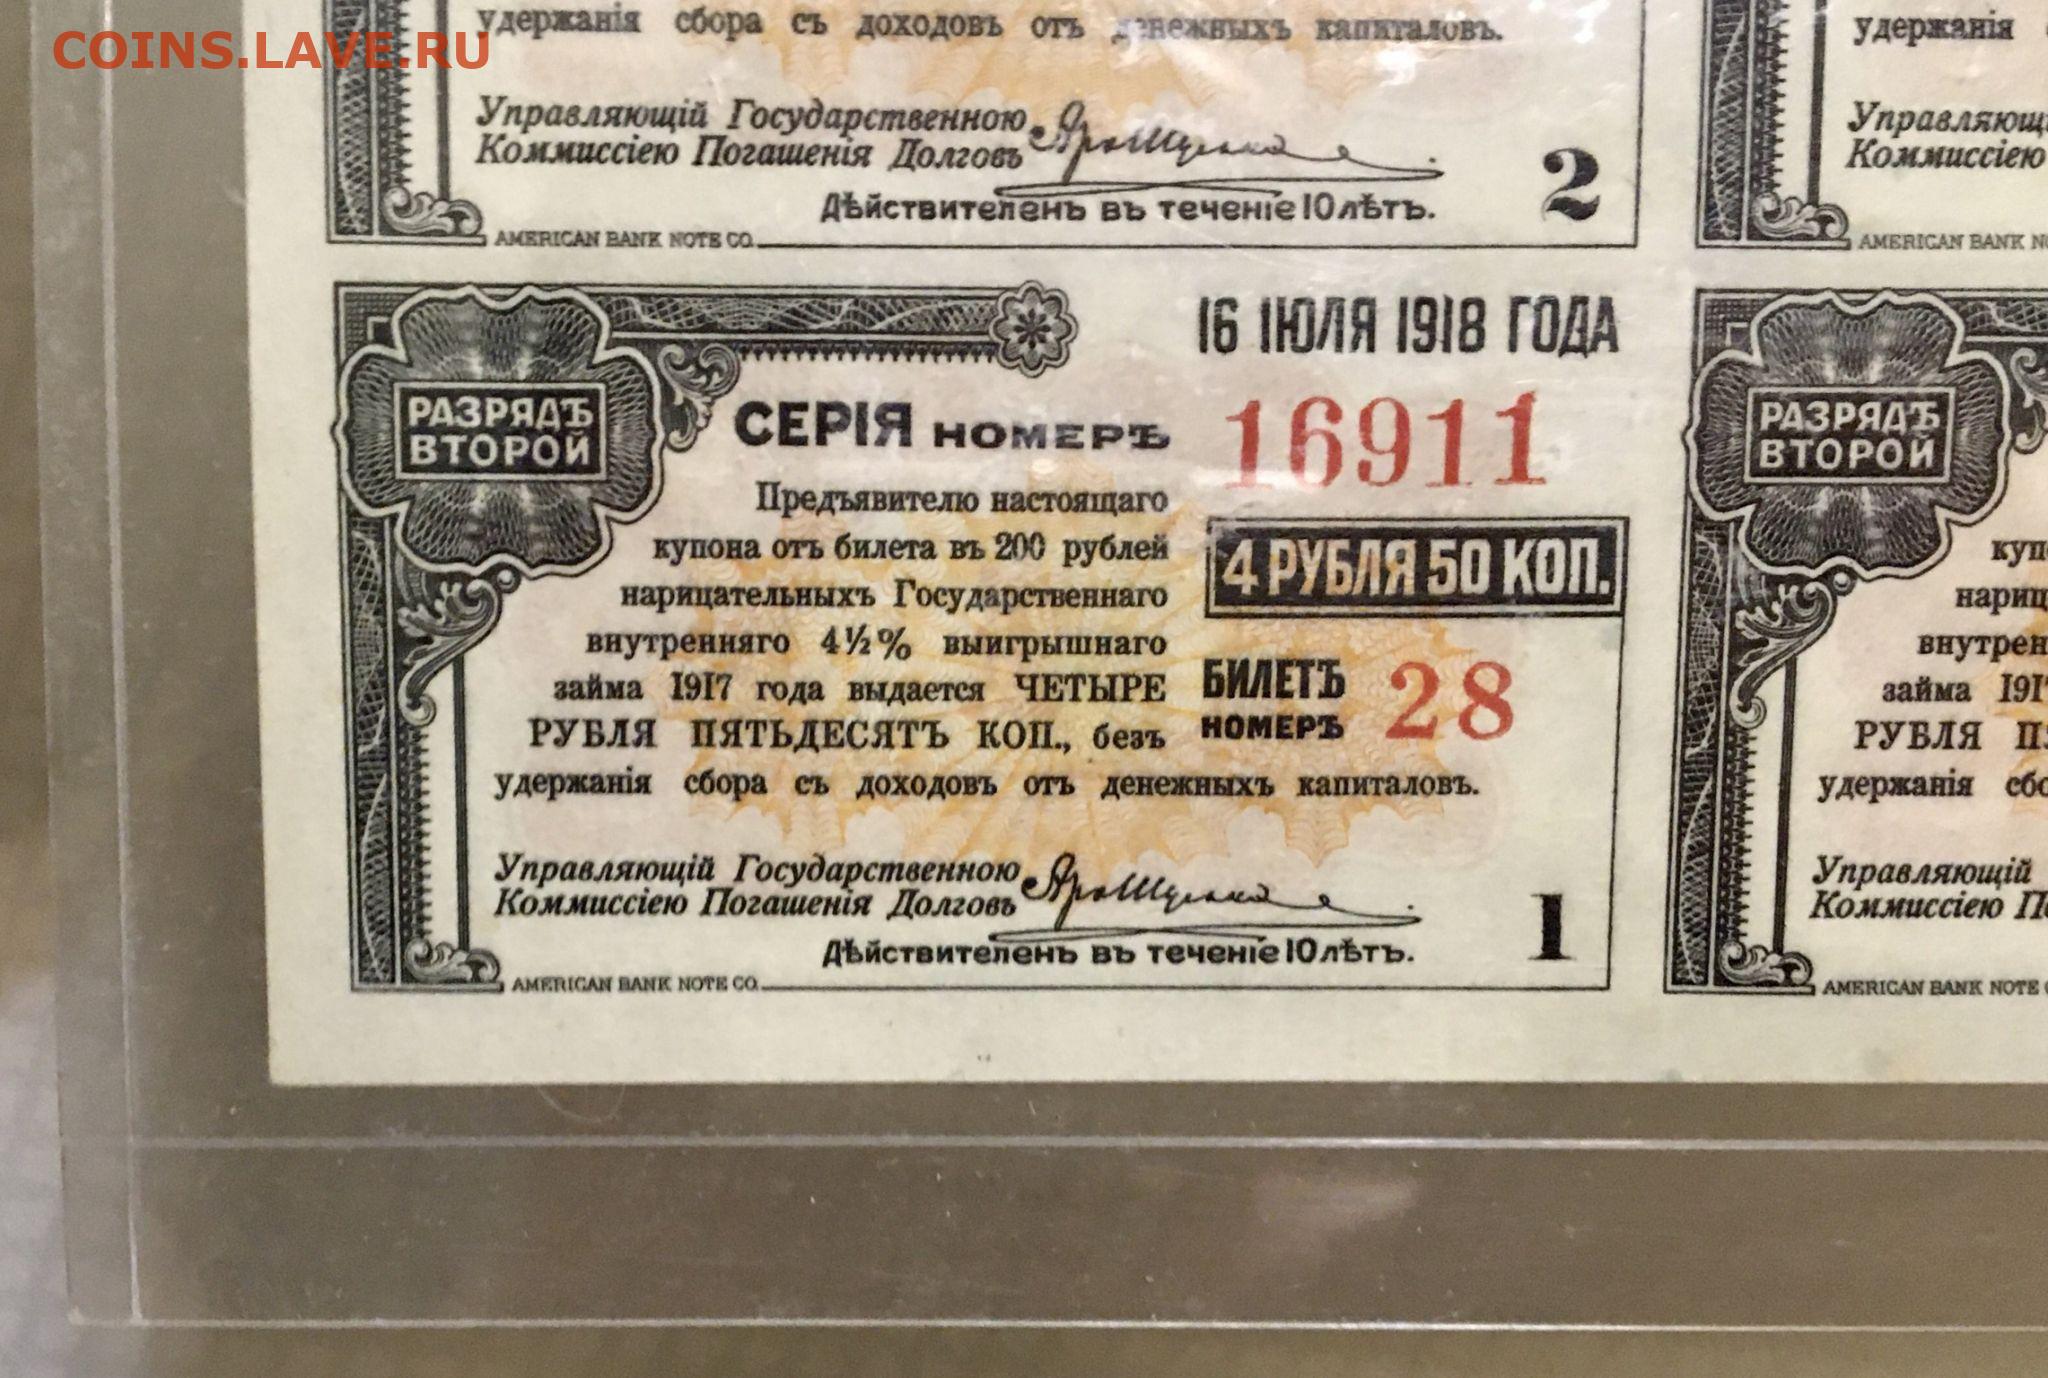 COINS.LAVE.RU
удержанія сбора съ доходовъ отъ денежныхъ капиталовъ.
Управляющій Государственною
Коммиссіею Погашенія Долговъ
Дѣйствителенъ въ теченіе 10 лѣтъ.
2
AMERICAN BANK NOTE CO.
удержанія
Управляющ
Коммиссіею
AMERICAN BANK NO
РАЗРЯДЪ
ВТОРОЙ
16 ІЮЛЯ 1918 ГОДА
СЕРІЯ НОМЕРЪ 16911
Предъявителю настоящаго
купона отъ билета въ 200 рублей
нарицательныхъ Государственнаго
внутренняго 4½% выигрышнаго
займа 1917 года выдается ЧЕТЫРЕ
РУБЛЯ ПЯТЬДЕСЯТЪ КОП., безъ
удержанія сбора съ доходовъ отъ денежныхъ капиталовъ.
4 РУБЛЯ 50 КОП.
БИЛЕТЪ
НОМЕРЪ 28
Управляющій Государственною
Коммиссіею Погашенія Долговъ
Дѣйствителенъ въ теченіе 10 лѣтъ.
1
AMERICAN BANK NOTE CO.
РАЗРЯДЪ
ВТОРОЙ
куп
нариц
внутрен
займа 191
РУБЛЯ П
удержанія сбо
Управляющій
Коммиссіею По
AMERICAN BANK NOTE